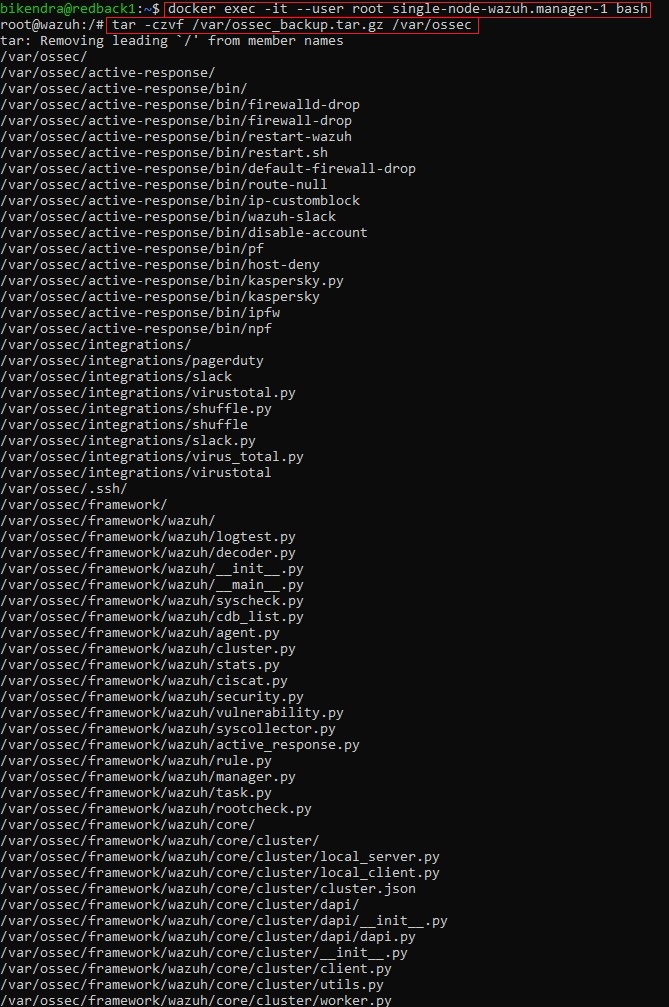 bikendra@redback1:~$ docker exec -it --user root single-node-wazuh.manager-1 bash
root@wazuh:/# tar -czvf /var/ossec_backup.tar.gz /var/ossec
tar: Removing leading `/' from member names
/var/ossec/
/var/ossec/active-response/
/var/ossec/active-response/bin/
/var/ossec/active-response/bin/firewalld-drop
/var/ossec/active-response/bin/firewall-drop
/var/ossec/active-response/bin/restart-wazuh
/var/ossec/active-response/bin/restart.sh
/var/ossec/active-response/bin/default-firewall-drop
/var/ossec/active-response/bin/route-null
/var/ossec/active-response/bin/ip-customblock
/var/ossec/active-response/bin/wazuh-slack
/var/ossec/active-response/bin/disable-account
/var/ossec/active-response/bin/pf
/var/ossec/active-response/bin/host-deny
/var/ossec/active-response/bin/kaspersky.py
/var/ossec/active-response/bin/kaspersky
/var/ossec/active-response/bin/ipfw
/var/ossec/active-response/bin/npf
/var/ossec/integrations/
/var/ossec/integrations/pagerduty
/var/ossec/integrations/slack
/var/ossec/integrations/virustotal.py
/var/ossec/integrations/shuffle.py
/var/ossec/integrations/shuffle
/var/ossec/integrations/slack.py
/var/ossec/integrations/virus_total.py
/var/ossec/integrations/virustotal
/var/ossec/.ssh/
/var/ossec/framework/
/var/ossec/framework/wazuh/
/var/ossec/framework/wazuh/logtest.py
/var/ossec/framework/wazuh/decoder.py
/var/ossec/framework/wazuh/__init__.py
/var/ossec/framework/wazuh/__main__.py
/var/ossec/framework/wazuh/syscheck.py
/var/ossec/framework/wazuh/cdb_list.py
/var/ossec/framework/wazuh/agent.py
/var/ossec/framework/wazuh/cluster.py
/var/ossec/framework/wazuh/stats.py
/var/ossec/framework/wazuh/ciscat.py
/var/ossec/framework/wazuh/security.py
/var/ossec/framework/wazuh/vulnerability.py
/var/ossec/framework/wazuh/syscollector.py
/var/ossec/framework/wazuh/active_response.py
/var/ossec/framework/wazuh/rule.py
/var/ossec/framework/wazuh/manager.py
/var/ossec/framework/wazuh/task.py
/var/ossec/framework/wazuh/rootcheck.py
/var/ossec/framework/wazuh/core/
/var/ossec/framework/wazuh/core/cluster/
/var/ossec/framework/wazuh/core/cluster/local_server.py
/var/ossec/framework/wazuh/core/cluster/local_client.py
/var/ossec/framework/wazuh/core/cluster/cluster.json
/var/ossec/framework/wazuh/core/cluster/dapi/
/var/ossec/framework/wazuh/core/cluster/dapi/__init__.py
/var/ossec/framework/wazuh/core/cluster/dapi/dapi.py
/var/ossec/framework/wazuh/core/cluster/__init__.py
/var/ossec/framework/wazuh/core/cluster/client.py
/var/ossec/framework/wazuh/core/cluster/utils.py
/var/ossec/framework/wazuh/core/cluster/worker.py